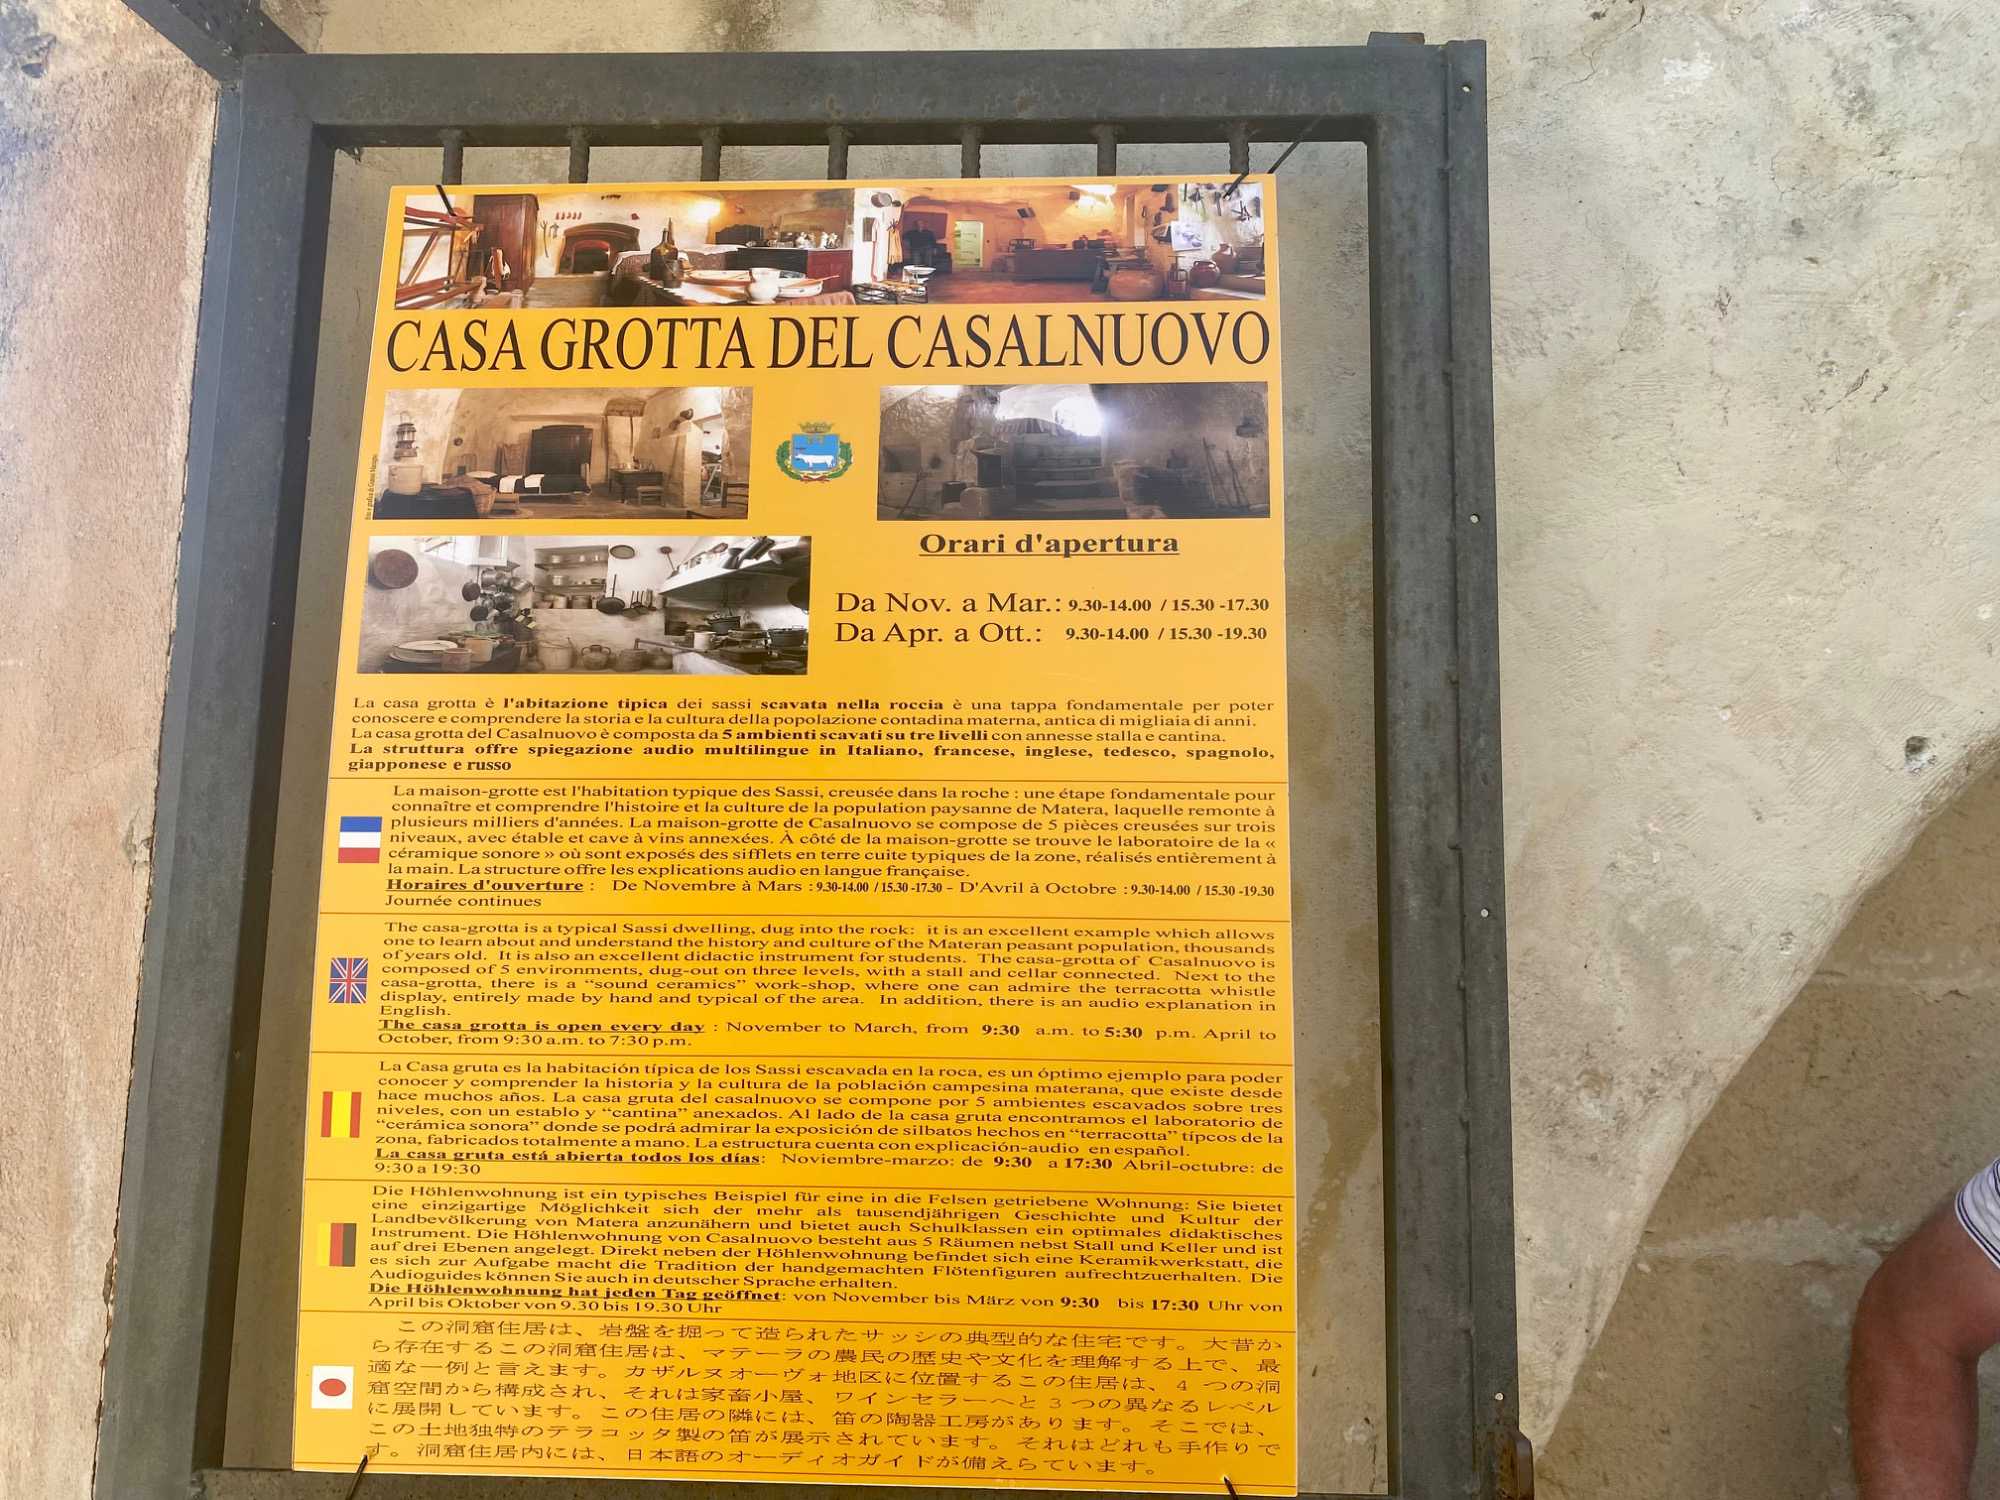 CASA GROTTA DEL CASALNUOVO
Orari d'apertura
Da Nov. a Mar.: 9.30-14.00 / 15.30 -17.30
Da Apr. a Ott.: 9.30-14.00 / 15.30 -19.30
La casa grotta è l'abitazione tipica dei sassi scavata nella roccia è una tappa fondamentale per poter
conoscere e comprendere la storia e la cultura della popolazione contadina materna, antica di migliaia di anni.
La casa grotta del Casalnuovo è composta da 5 ambienti scavati su tre livelli con annesse stalla e cantina.
La struttura offre spiegazione audio multilingue in Italiano, francese, inglese, tedesco, spagnolo,
giapponese e russo
La maison-grotte est l'habitation typique des Sassi, creusée dans la roche : une étape fondamentale pour
connaître et comprendre l'histoire et la culture de la population paysanne de Matera, laquelle remonte à
plusieurs milliers d'années. La maison-grotte de Casalnuovo se compose de 5 pièces creusées sur trois
niveaux, avec étable et cave à vins annexées. À côté de la maison-grotte se trouve le laboratoire de la «
céramique sonore » où sont exposés des sifflets en terre cuite typiques de la zone, réalisés entièrement à
la main. La structure offre les explications audio en langue française.
Horaires d'ouverture : De Novembre à Mars : 9.30-14.00 / 15.30 -17.30 - D'Avril à Octobre : 9.30-14.00 / 15.30 -19.30
Journée continues
The casa-grotta is a typical Sassi dwelling, dug into the rock: it is an excellent example which allows
one to learn about and understand the history and culture of the Materan peasant population, thousands
of years old. It is also an excellent didactic instrument for students. The casa-grotta of Casalnuovo is
composed of 5 environments, dug-out on three levels, with a stall and cellar connected. Next to the
casa-grotta, there is a “sound ceramics” work-shop, where one can admire the terracotta whistle
display, entirely made by hand and typical of the area. In addition, there is an audio explanation in
English.
The casa grotta is open every day : November to March, from 9:30 a.m. to 5:30 p.m. April to
October, from 9:30 a.m. to 7:30 p.m.
La Casa gruta es la habitación típica de los Sassi escavada en la roca, es un óptimo ejemplo para poder
conocer y comprender la historia y la cultura de la población campesina materana, que existe desde
hace muchos años. La casa gruta del casalnuovo se compone por 5 ambientes escavados sobre tres
niveles, con un establo y “cantina” anexados. Al lado de la casa gruta encontramos el laboratorio de
“cerámica sonora” donde se podrá admirar la exposición de silbatos hechos en “terracotta” típcos de la
zona, fabricados totalmente a mano. La estructura cuenta con explicación-audio en español.
La casa gruta está abierta todos los días: Noviembre-marzo: de 9:30 a 17:30 Abril-octubre: de
9:30 a 19:30
Die Höhlenwohnung ist ein typisches Beispiel für eine in die Felsen getriebene Wohnung: Sie bietet
eine einzigartige Möglichkeit sich der mehr als tausendjährigen Geschichte und Kultur der
Landbevölkerung von Matera anzunähern und bietet auch Schulklassen ein optimales didaktisches
Instrument. Die Höhlenwohnung von Casalnuovo besteht aus 5 Räumen nebst Stall und Keller und ist
auf drei Ebenen angelegt. Direkt neben der Höhlenwohnung befindet sich eine Keramikwerkstatt, die
es sich zur Aufgabe macht die Tradition der handgemachten Flötenfiguren aufrechtzuerhalten. Die
Audioguides können Sie auch in deutscher Sprache erhalten.
Die Höhlenwohnung hat jeden Tag geöffnet: von November bis März von 9:30 bis 17:30 Uhr von
April bis Oktober von 9.30 bis 19.30 Uhr
この洞窟住居は、岩盤を掘って造られたサッシの典型的な住宅です。大昔か
ら存在するこの洞窟住居は、マテーラの農民の歴史や文化を理解する上で、最
適な一例と言えます。カザルヌオーヴォ地区に位置するこの住居は、4 つの洞
窟空間から構成され、それは家畜小屋、ワインセラーへと 3 つの異なるレベル
に展開しています。この住居の隣には、笛の陶器工房があります。そこでは、
この土地独特のテラコッタ製の笛が展示されています。それはどれも手作りで
す。洞窟住居内には、日本語のオーディオガイドが備えらています。